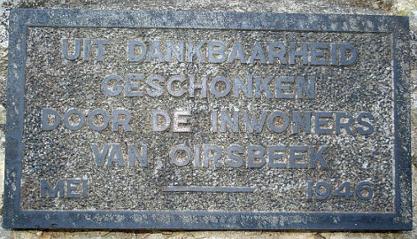 UIT DANKBAARHEID
GESCHONKEN
DOOR DE INWONERS
VAN OIRSBEEK
MEI 1946